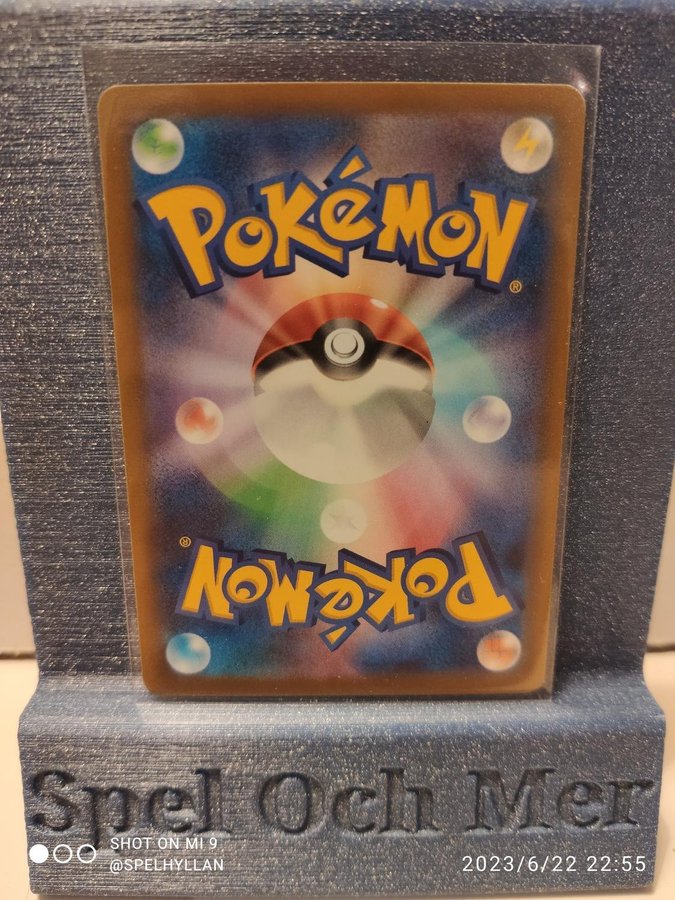 PoKéMoN®
PoKéMoN®
Spel Och Mer
SHOT ON MI 9
@SPELHYLLAN
2023/6/22 22:55